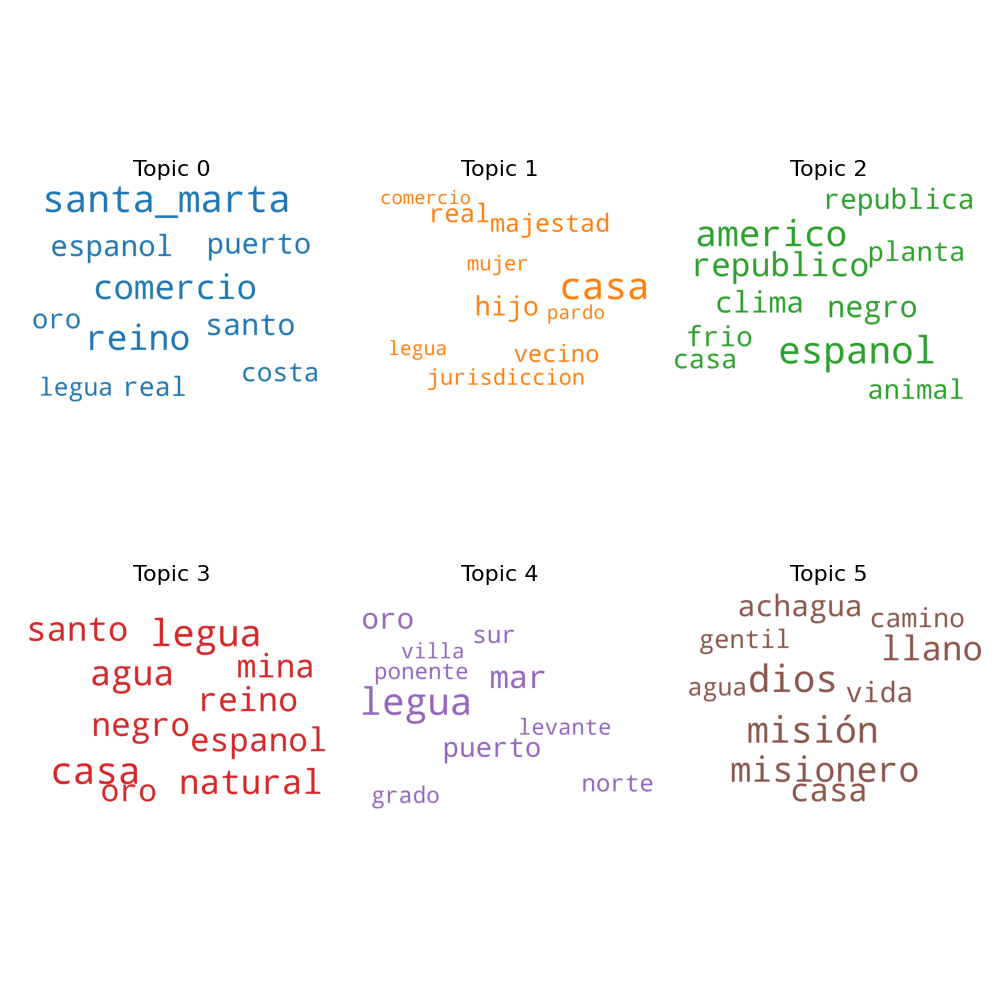 Topic 0
santa_marta
espanol puerto
comercio
oro santo
reino
costa
legua real
Topic 1
comercio
real majestad
mujer
casa
hijo pardo
legua vecino
jurisdiccion
Topic 2
republica
americo
republico planta
clima negro
frio
casa espanol
animal
Topic 3
santo legua
agua mina
reino
negro espanol
casa
oro natural
Topic 4
oro sur
villa
ponente mar
legua
levante
puerto
norte
grado
Topic 5
achagua camino
gentil llano
agua dios vida
misión
misionero
casa